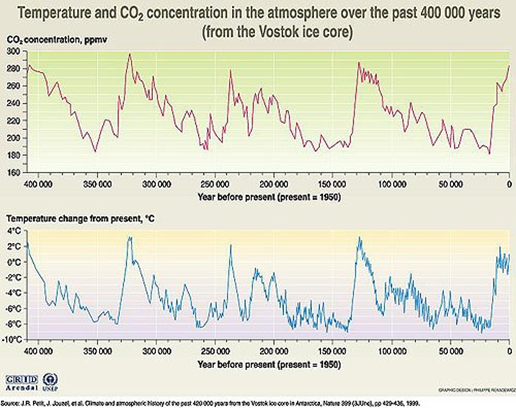 Temperature and CO₂ concentration in the atmosphere over the past 400 000 years
(from the Vostok ice core)
CO₂ concentration, ppmv
300
280
260
240
220
200
180
160
400 000 350 000 300 000 250 000 200 000 150 000 100 000 50 000 0
Year before present (present = 1950)
Temperature change from present, °C
4°C
2°C
0°C
-2°C
-4°C
-6°C
-8°C
-10°C
400 000 350 000 300 000 250 000 200 000 150 000 100 000 50 000 0
Year before present (present = 1950)
GRID
Arendal UNEP
GRAPHIC DESIGN : PHILIPPE REKACEWICZ
Source: J.R. Petit, J. Jouzel, et al. Climate and atmospheric history of the past 420 000 years from the Vostok ice core in Antarctica, Nature 399 (3JUne), pp 429-436, 1999.